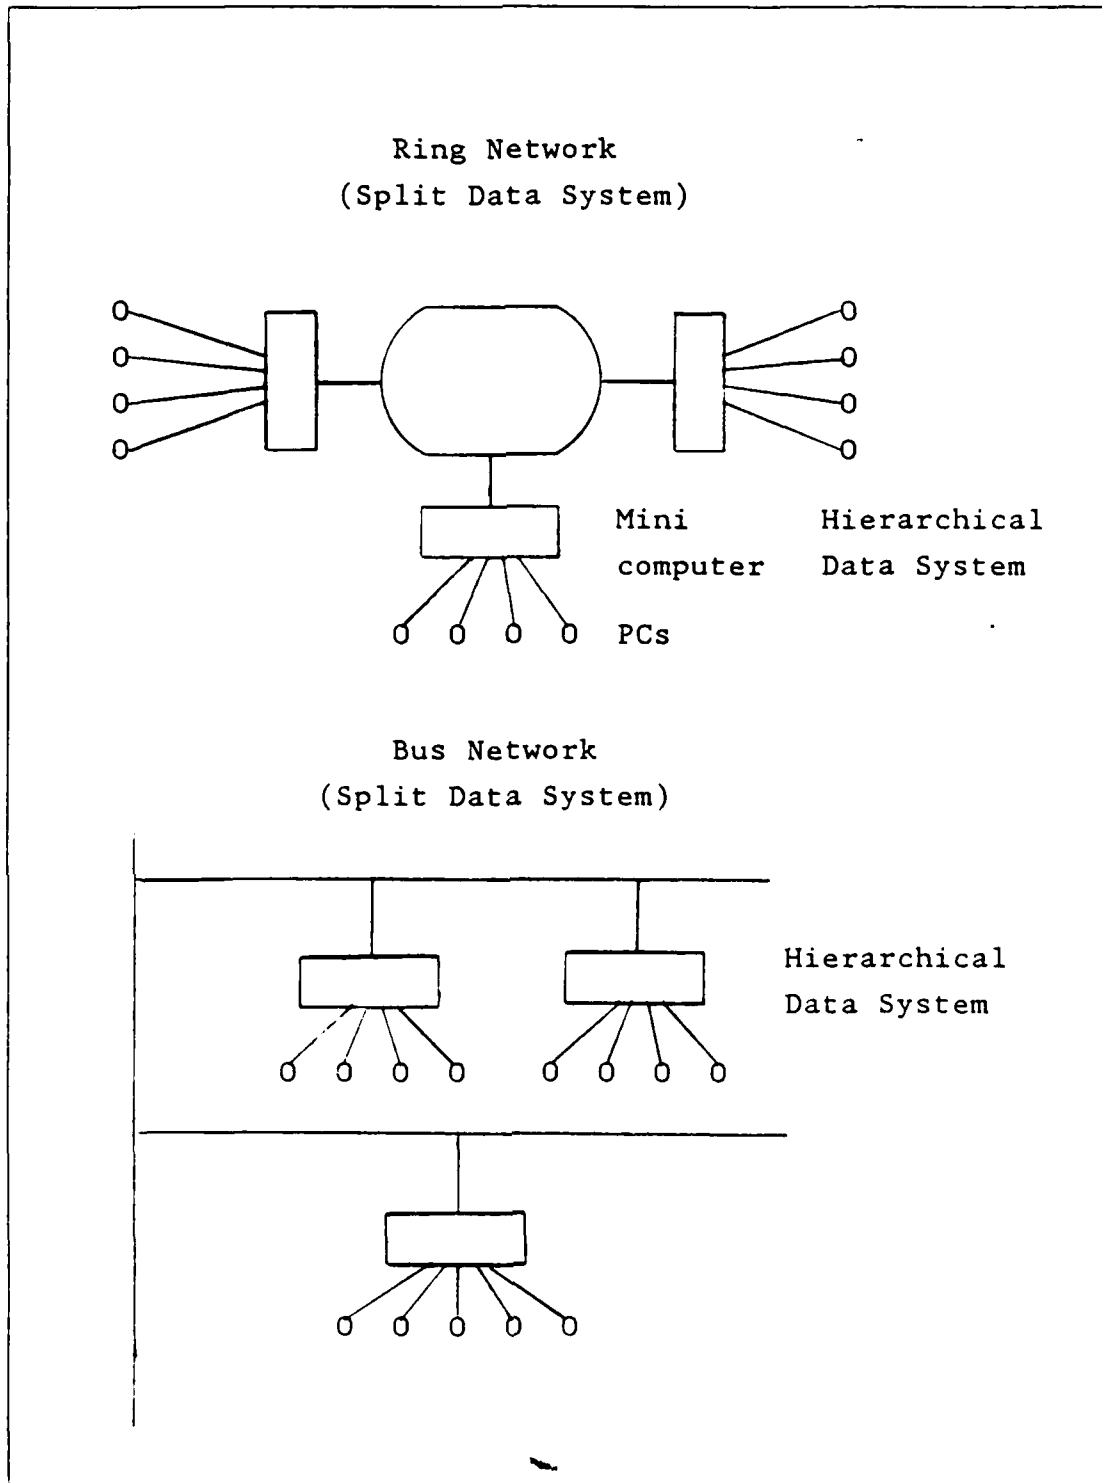 Ring Network
(Split Data System)
Mini Hierarchical
computer Data System
PCs
Bus Network
(Split Data System)
Hierarchical
Data System